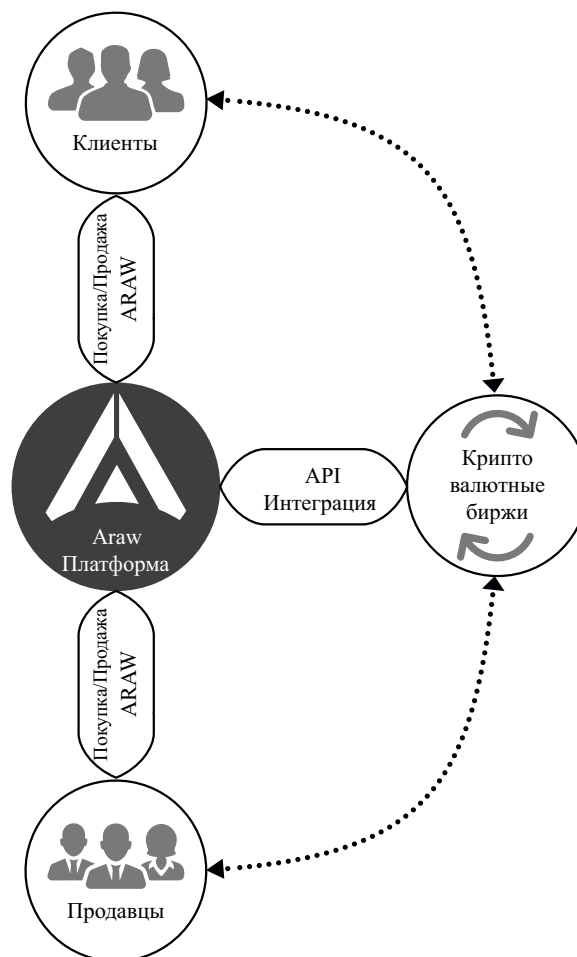 Клиенты
Покупка/Продажа
ARAW
API
Интеграция
Крипто
валютные
биржи
Araw
Платформа
Покупка/Продажа
ARAW
Продавцы